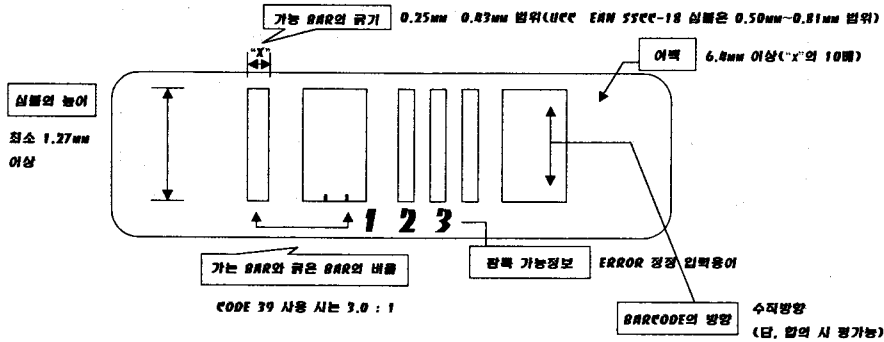 가능 BAR의 굵기 0.25mm 0.43mm 범위(UCC EAN SSCC-18 심볼은 0.50mm~0.81mm 범위)
"X"
여백 6.4mm 이상("x"의 10배)
심볼의 높이
최소 1.27mm
이상
1 2 3
가는 BAR와 굵은 BAR의 비율
CODE 39 사용 시는 3.0 : 1
판독 가능정보 ERROR 정정 입력용어
BARCODE의 방향
수직방향
(단, 합의 시 평가능)